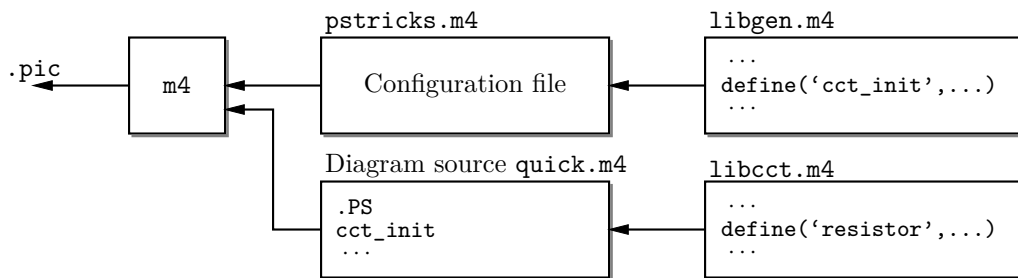 pstricks.m4
libgen.m4
.pic
m4
Configuration file
...
define(‘cct_init’,...)
...
Diagram source quick.m4
libcct.m4
.PS
cct_init
...
...
define(‘resistor’,...)
...